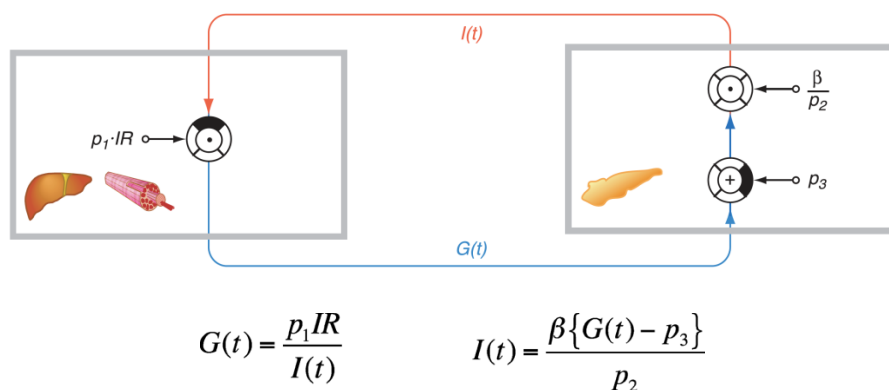 I(t)
β
p₂
p₁·IR
+
p₃
G(t)
G(t) = p₁IR / I(t)
I(t) = β{G(t) − p₃} / p₂